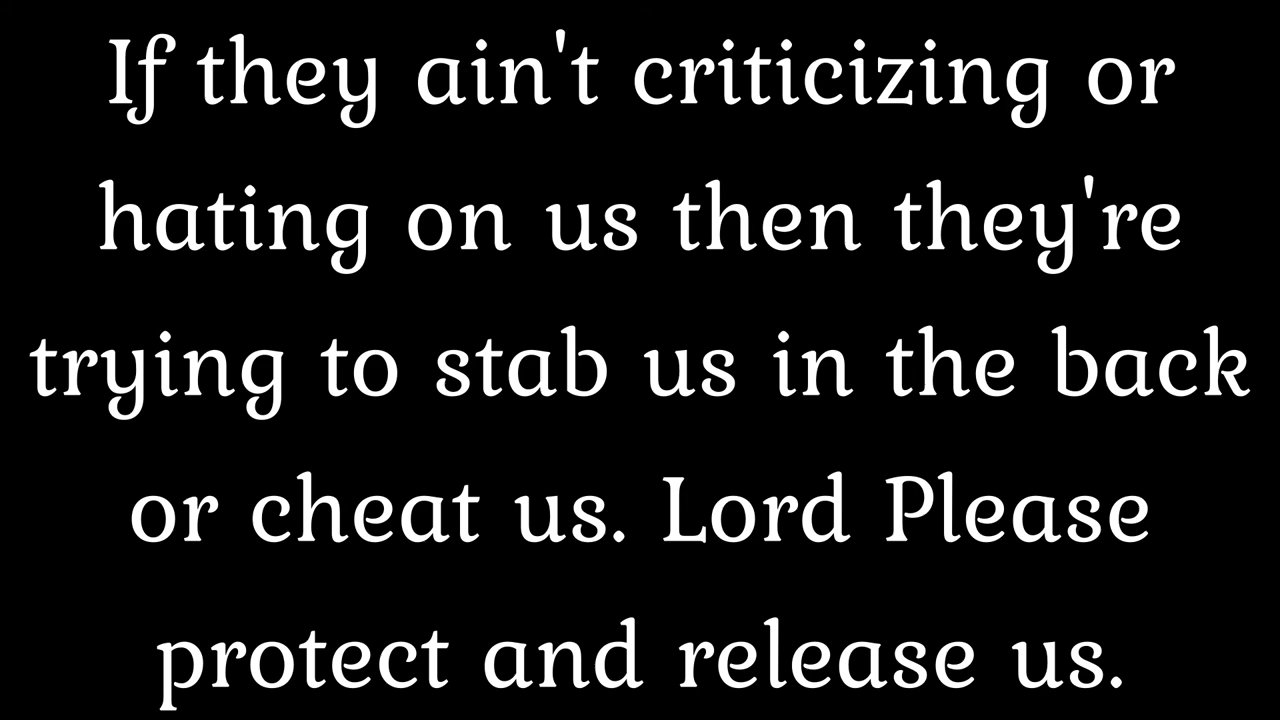 If they ain't criticizing or
hating on us then they're
trying to stab us in the back
or cheat us. Lord Please
protect and release us.